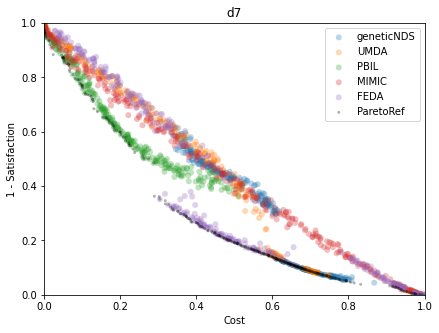 d7
1.0
0.8
0.6
0.4
0.2
0.0
1 - Satisfaction
geneticNDS
UMDA
PBIL
MIMIC
FEDA
ParetoRef
0.0 0.2 0.4 0.6 0.8 1.0
Cost